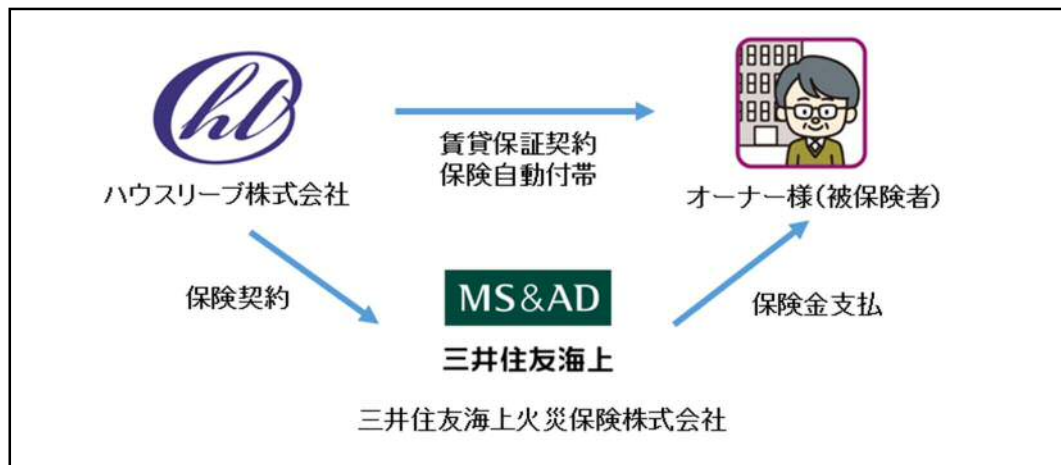 hl
ハウスリーブ株式会社
賃貸保証契約
保険自動付帯
オーナー様(被保険者)
保険契約
MS&AD
三井住友海上
保険金支払
三井住友海上火災保険株式会社